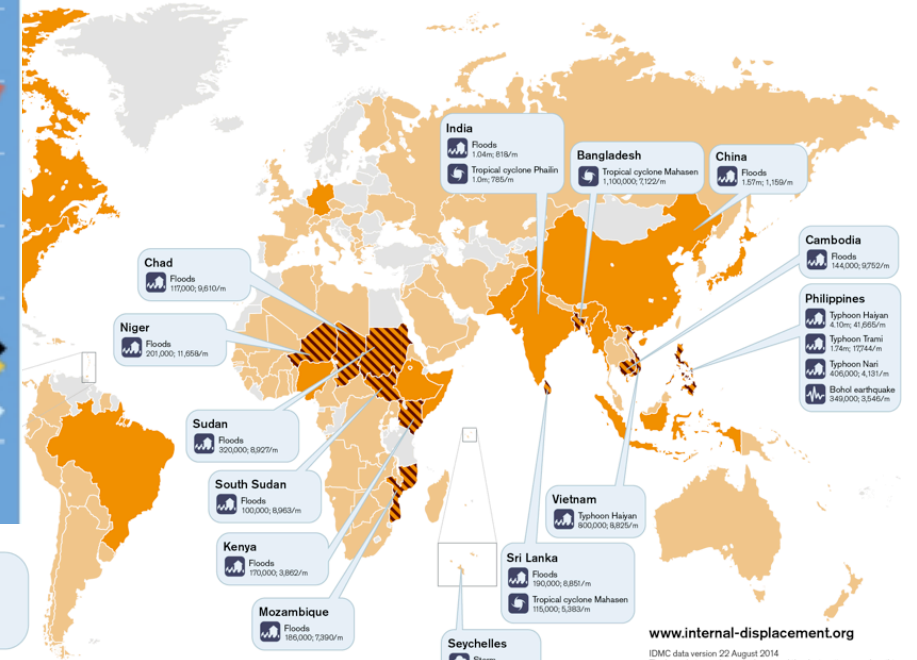 India
Floods
1.04m; 818/m
Tropical cyclone Phailin
1.0m; 785/m
Bangladesh
Tropical cyclone Mahasen
1,100,000; 7,122/m
China
Floods
1.57m; 1,159/m
Cambodia
Floods
144,000; 9,752/m
Philippines
Typhoon Haiyan
4.10m; 41,665/m
Typhoon Trami
1.74m; 17,744/m
Typhoon Nari
406,000; 4,131/m
Bohol earthquake
349,000; 3,546/m
Chad
Floods
117,000; 9,610/m
Niger
Floods
201,000; 11,658/m
Sudan
Floods
320,000; 8,927/m
South Sudan
Floods
100,000; 8,963/m
Kenya
Floods
170,000; 3,862/m
Mozambique
Floods
186,000; 7,390/m
Vietnam
Typhoon Haiyan
800,000; 8,825/m
Sri Lanka
Floods
190,000; 8,851/m
Tropical cyclone Mahasen
115,000; 5,383/m
Seychelles
www.internal-displacement.org
IDMC data version 22 August 2014